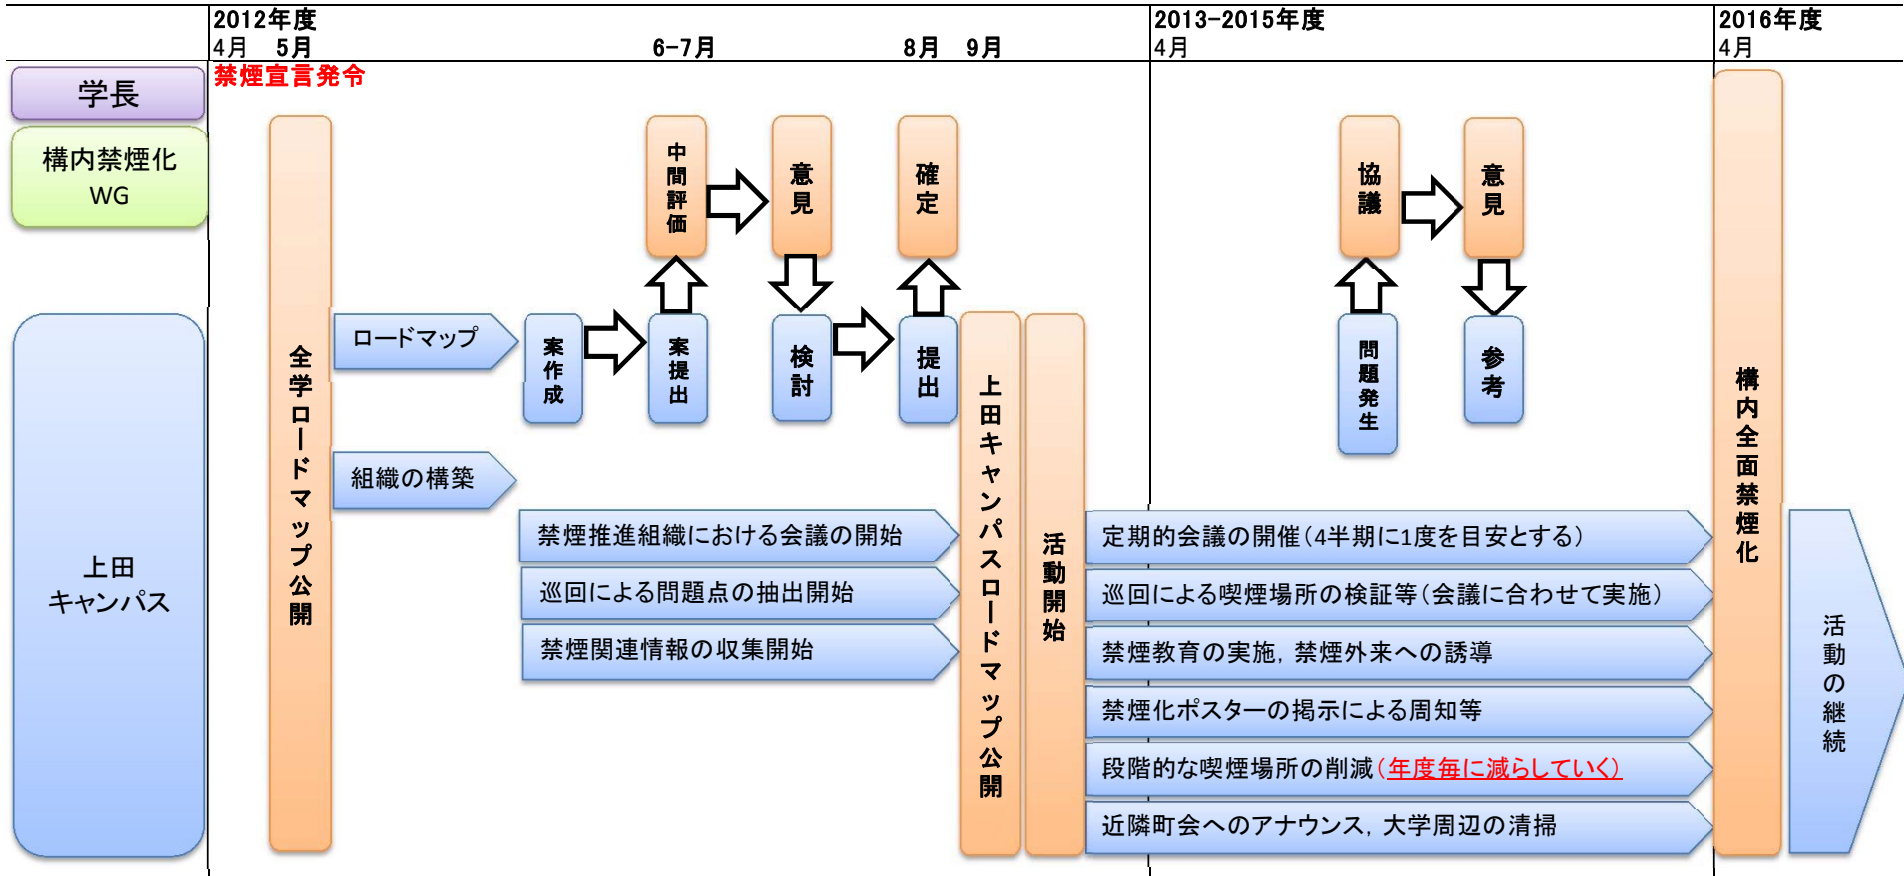 2012年度
2013-2015年度
2016年度
4月 5月 6-7月 8月 9月 4月 4月
禁煙宣言発令
学長
構内禁煙化
WG
上田
キャンパス
全学ロードマップ公開
ロードマップ
組織の構築
案作成
案提出
中間評価
意見
検討
提出
確定
禁煙推進組織における会議の開始
巡回による問題点の抽出開始
禁煙関連情報の収集開始
上田キャンパスロードマップ公開
活動開始
問題発生
協議
意見
参考
定期的会議の開催(4半期に1度を目安とする)
巡回による喫煙場所の検証等(会議に合わせて実施)
禁煙教育の実施, 禁煙外来への誘導
禁煙化ポスターの掲示による周知等
段階的な喫煙場所の削減(年度毎に減らしていく)
近隣町会へのアナウンス, 大学周辺の清掃
構内全面禁煙化
活動の継続